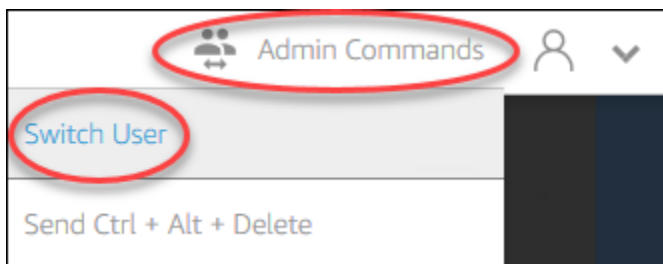 Admin Commands
Switch User
Send Ctrl + Alt + Delete